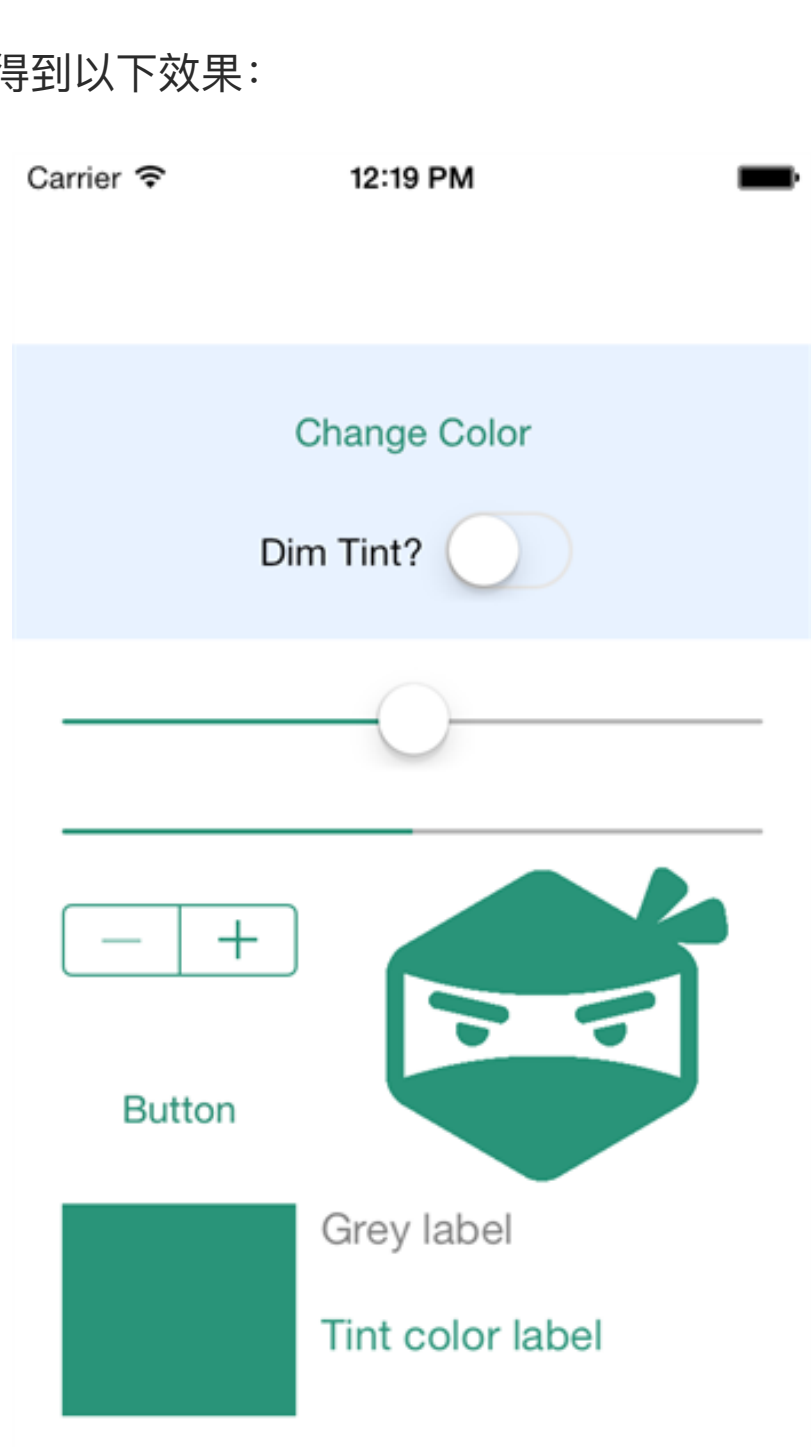 得到以下效果：
Carrier 12:19 PM
Change Color
Dim Tint?
Button
Grey label
Tint color label